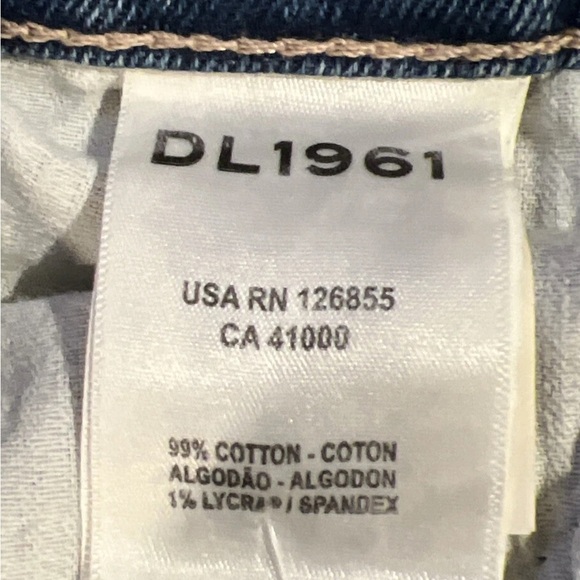 DL1961
USA RN 126855
CA 41000
99% COTTON - COTON
ALGODÃO - ALGODON
1% LYCRA® / SPANDEX